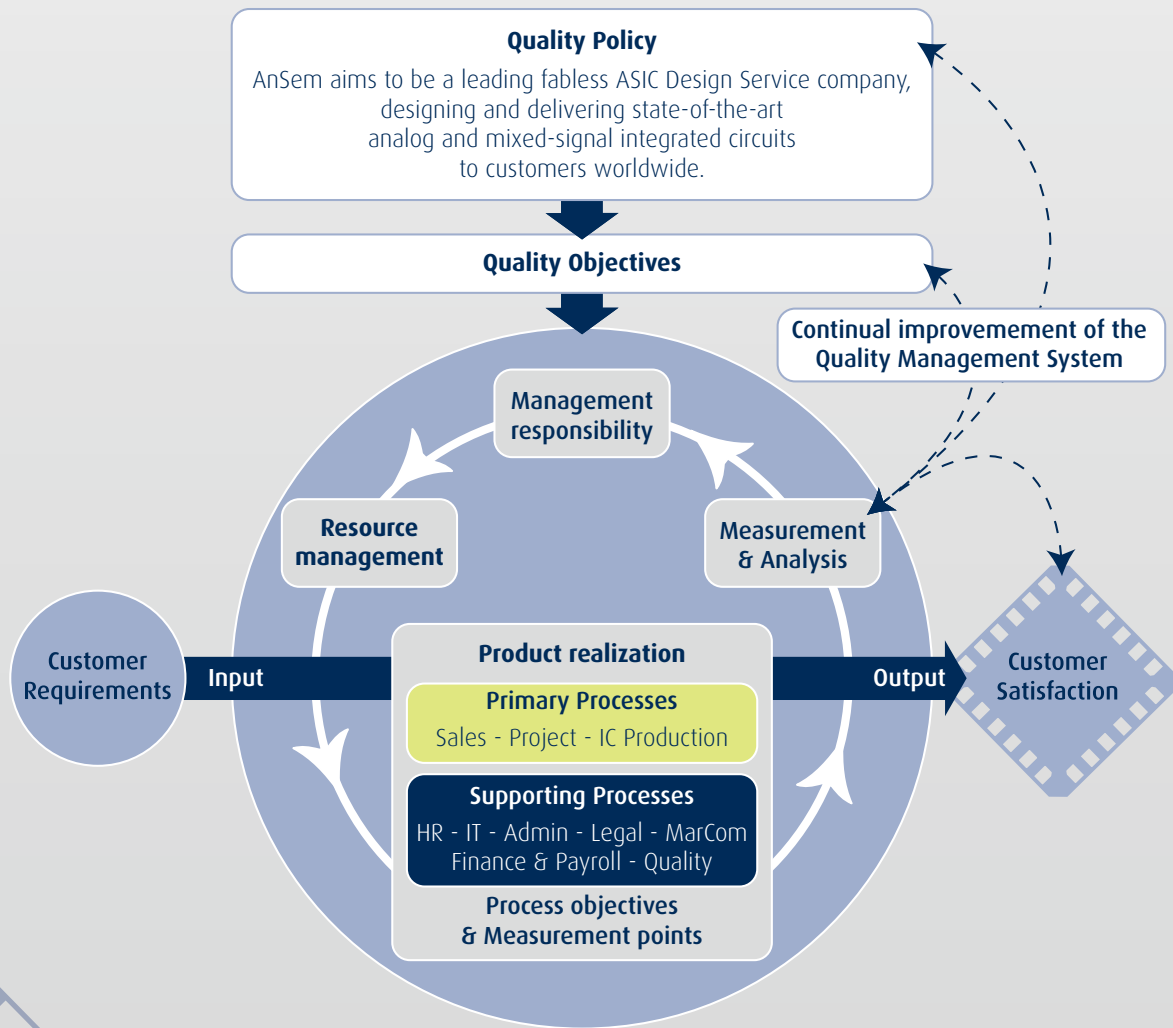 Quality Policy
AnSem aims to be a leading fabless ASIC Design Service company,
designing and delivering state-of-the-art
analog and mixed-signal integrated circuits
to customers worldwide.
Quality Objectives
Continual improvemement of the
Quality Management System
Management
responsibility
Resource
management
Measurement
& Analysis
Customer
Requirements
Input
Product realization
Primary Processes
Sales - Project - IC Production
Supporting Processes
HR - IT - Admin - Legal - MarCom
Finance & Payroll - Quality
Process objectives
& Measurement points
Output
Customer
Satisfaction